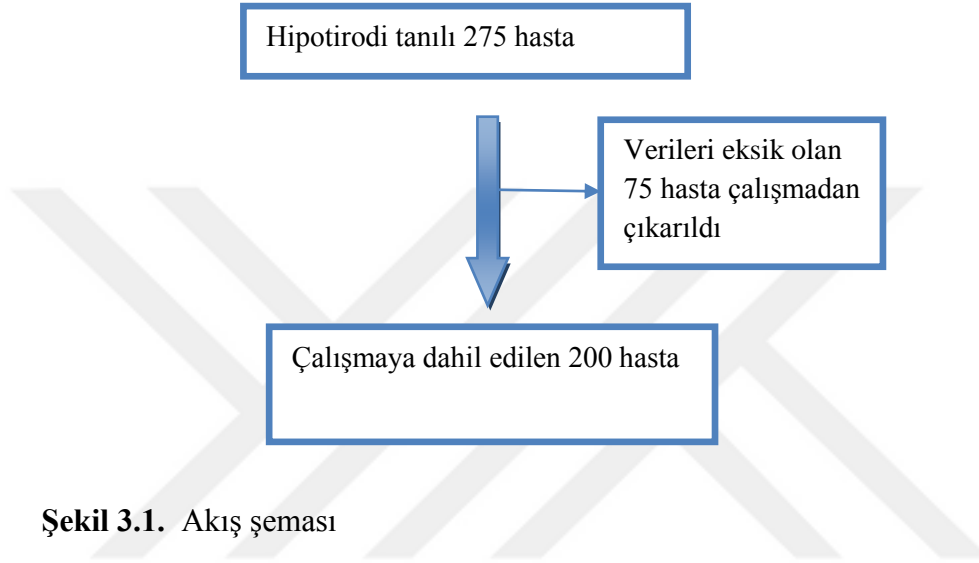 Hipotirodi tanılı 275 hasta
Verileri eksik olan
75 hasta çalışmadan
çıkarıldı
Çalışmaya dahil edilen 200 hasta
Şekil 3.1. Akış şeması